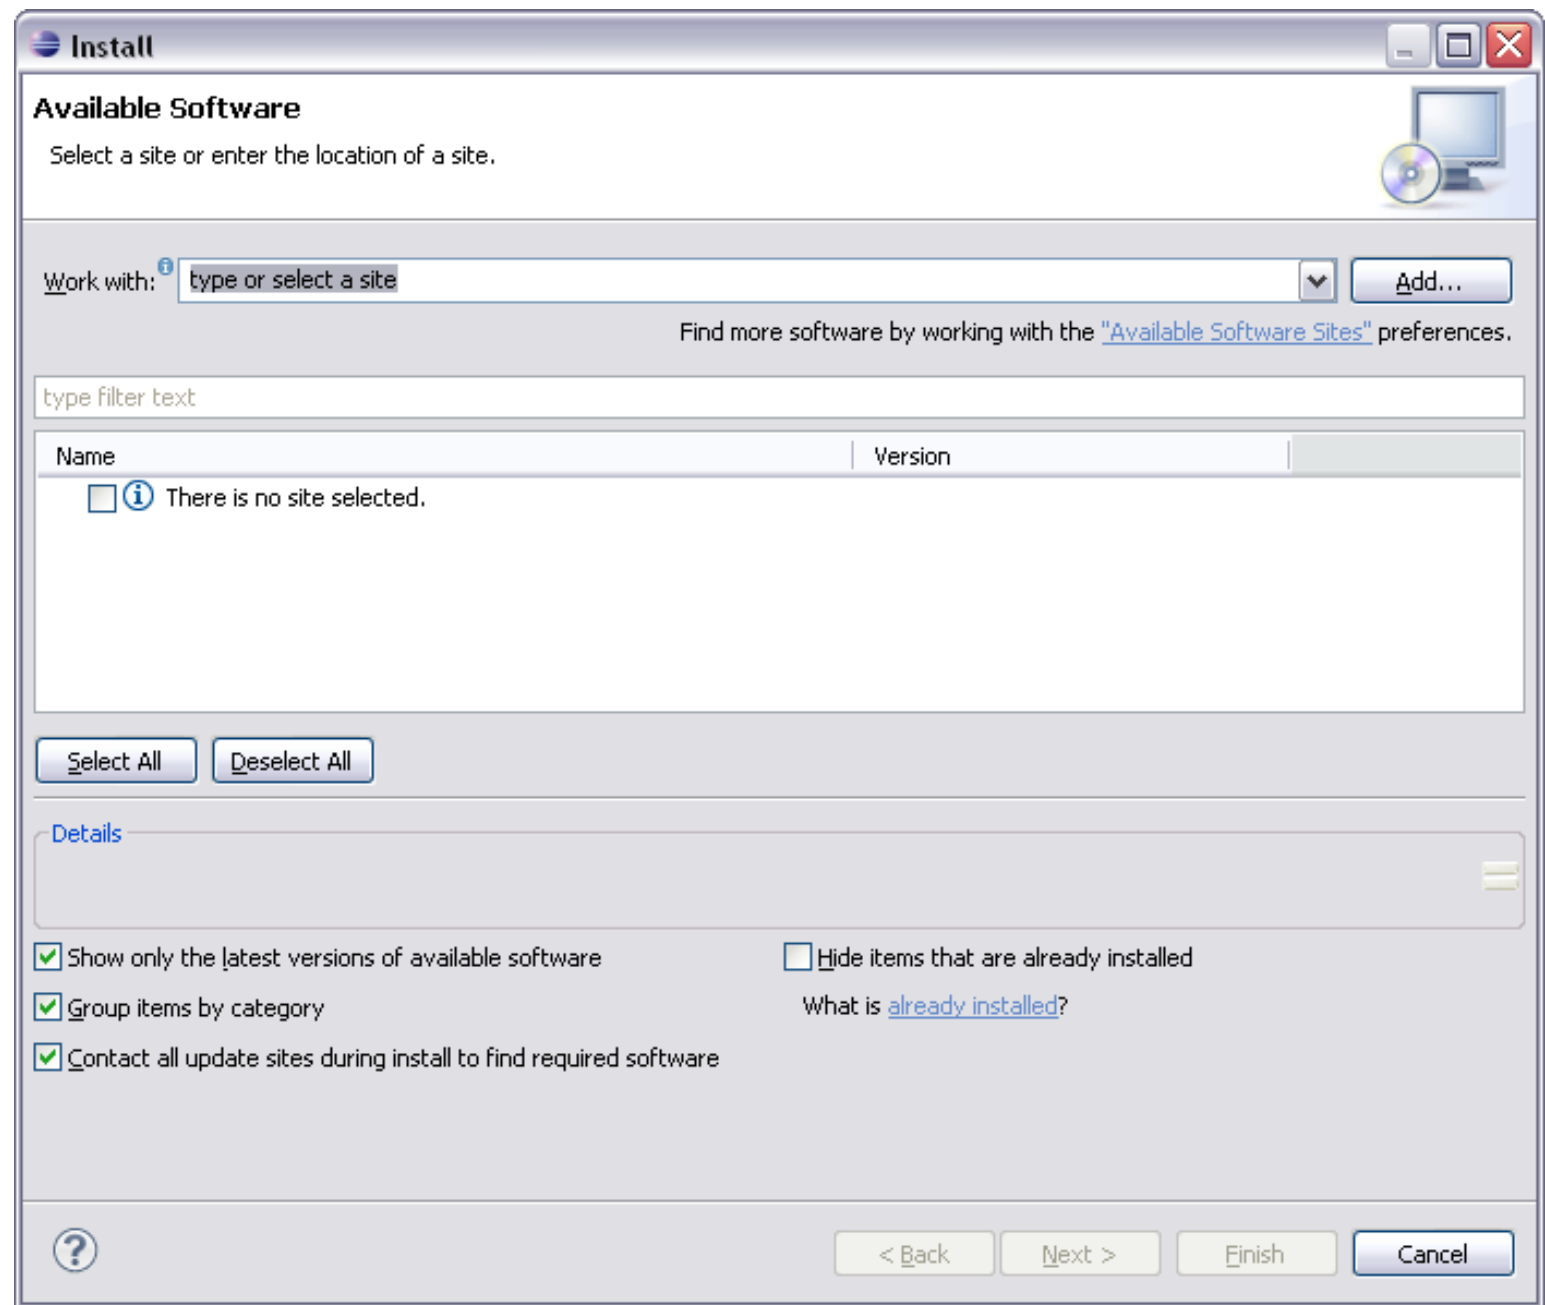 Install
Available Software
Select a site or enter the location of a site.
Work with: type or select a site Add...
Find more software by working with the "Available Software Sites" preferences.
type filter text
Name Version
There is no site selected.
Select All Deselect All
Details
Show only the latest versions of available software Hide items that are already installed
Group items by category What is already installed?
Contact all update sites during install to find required software
< Back Next > Finish Cancel